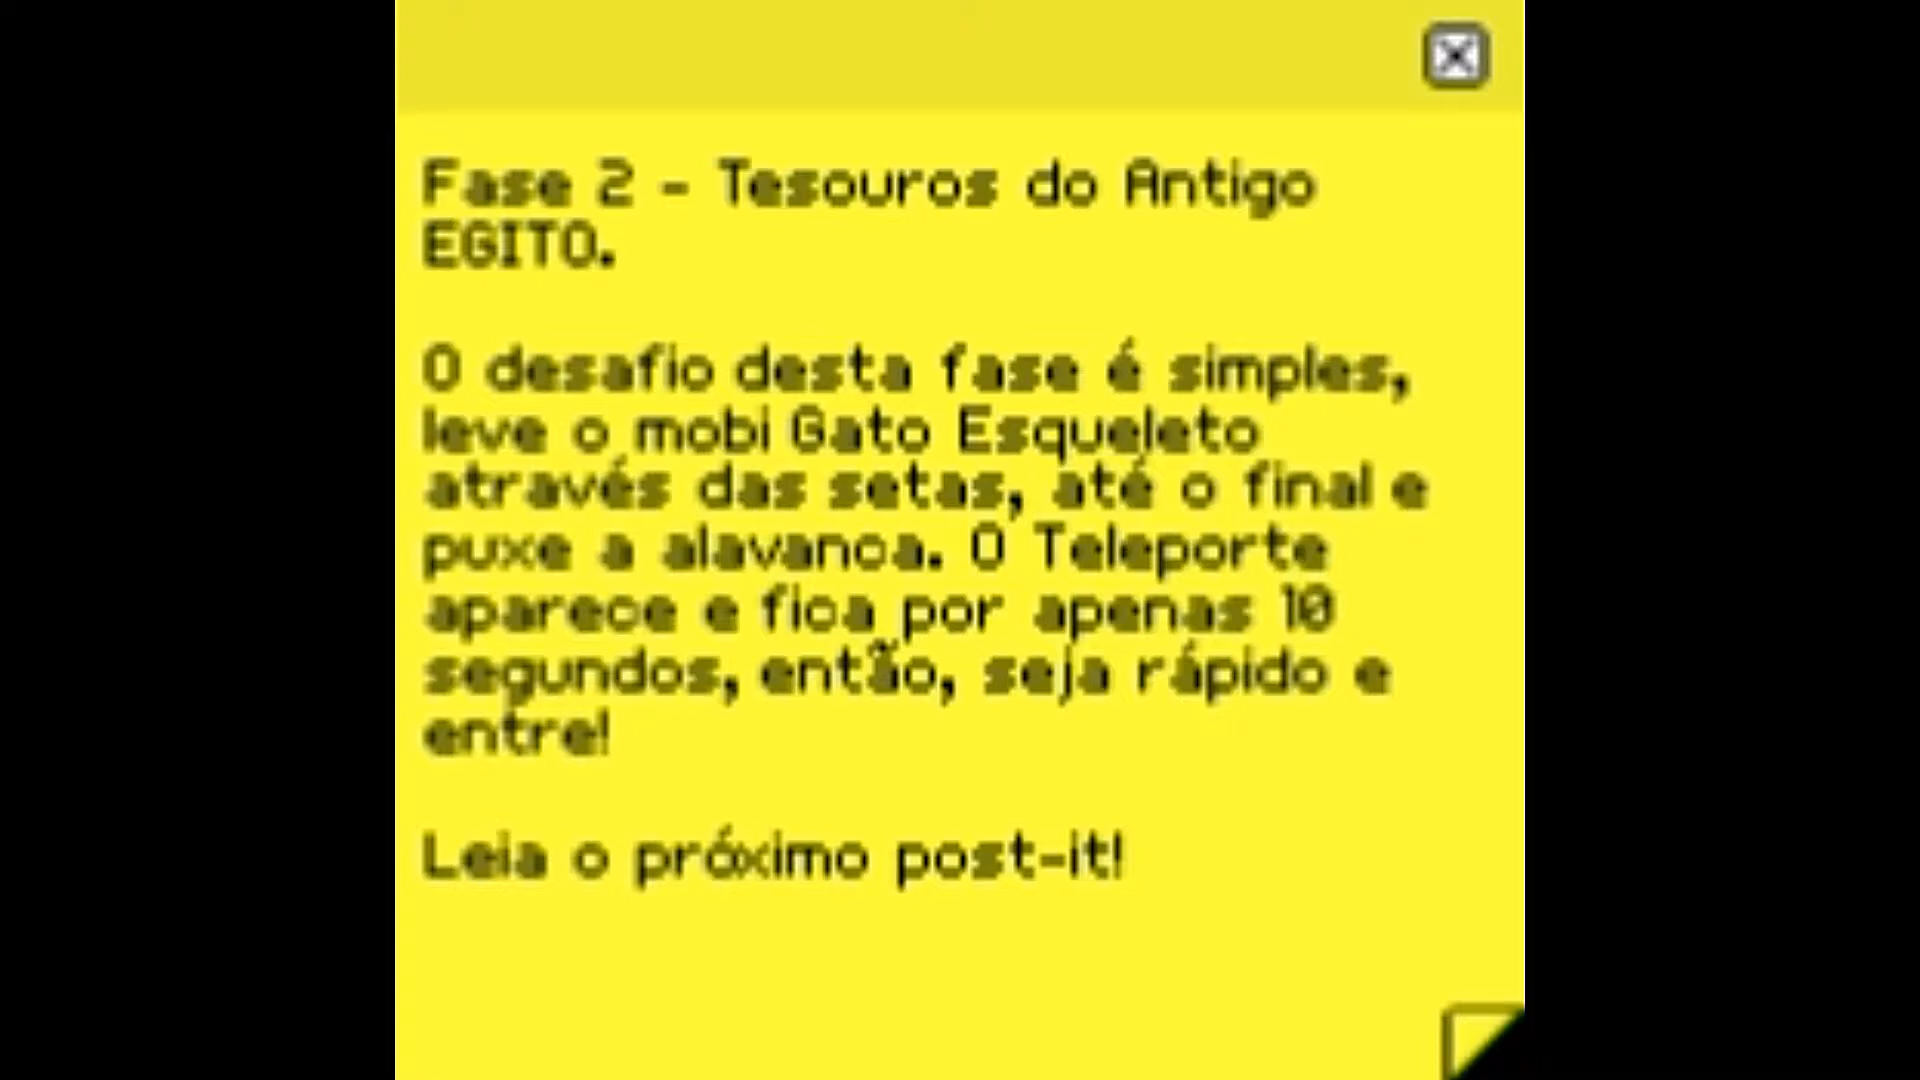 Fase 2 - Tesouros do Antigo
EGITO.
O desafio desta fase é simples,
leve o mobi Gato Esqueleto
através das setas, até o final e
puxe a alavanca. O Teleporte
aparece e fica por apenas 10
segundos, então, seja rápido e
entre!
Leia o próximo post-it!